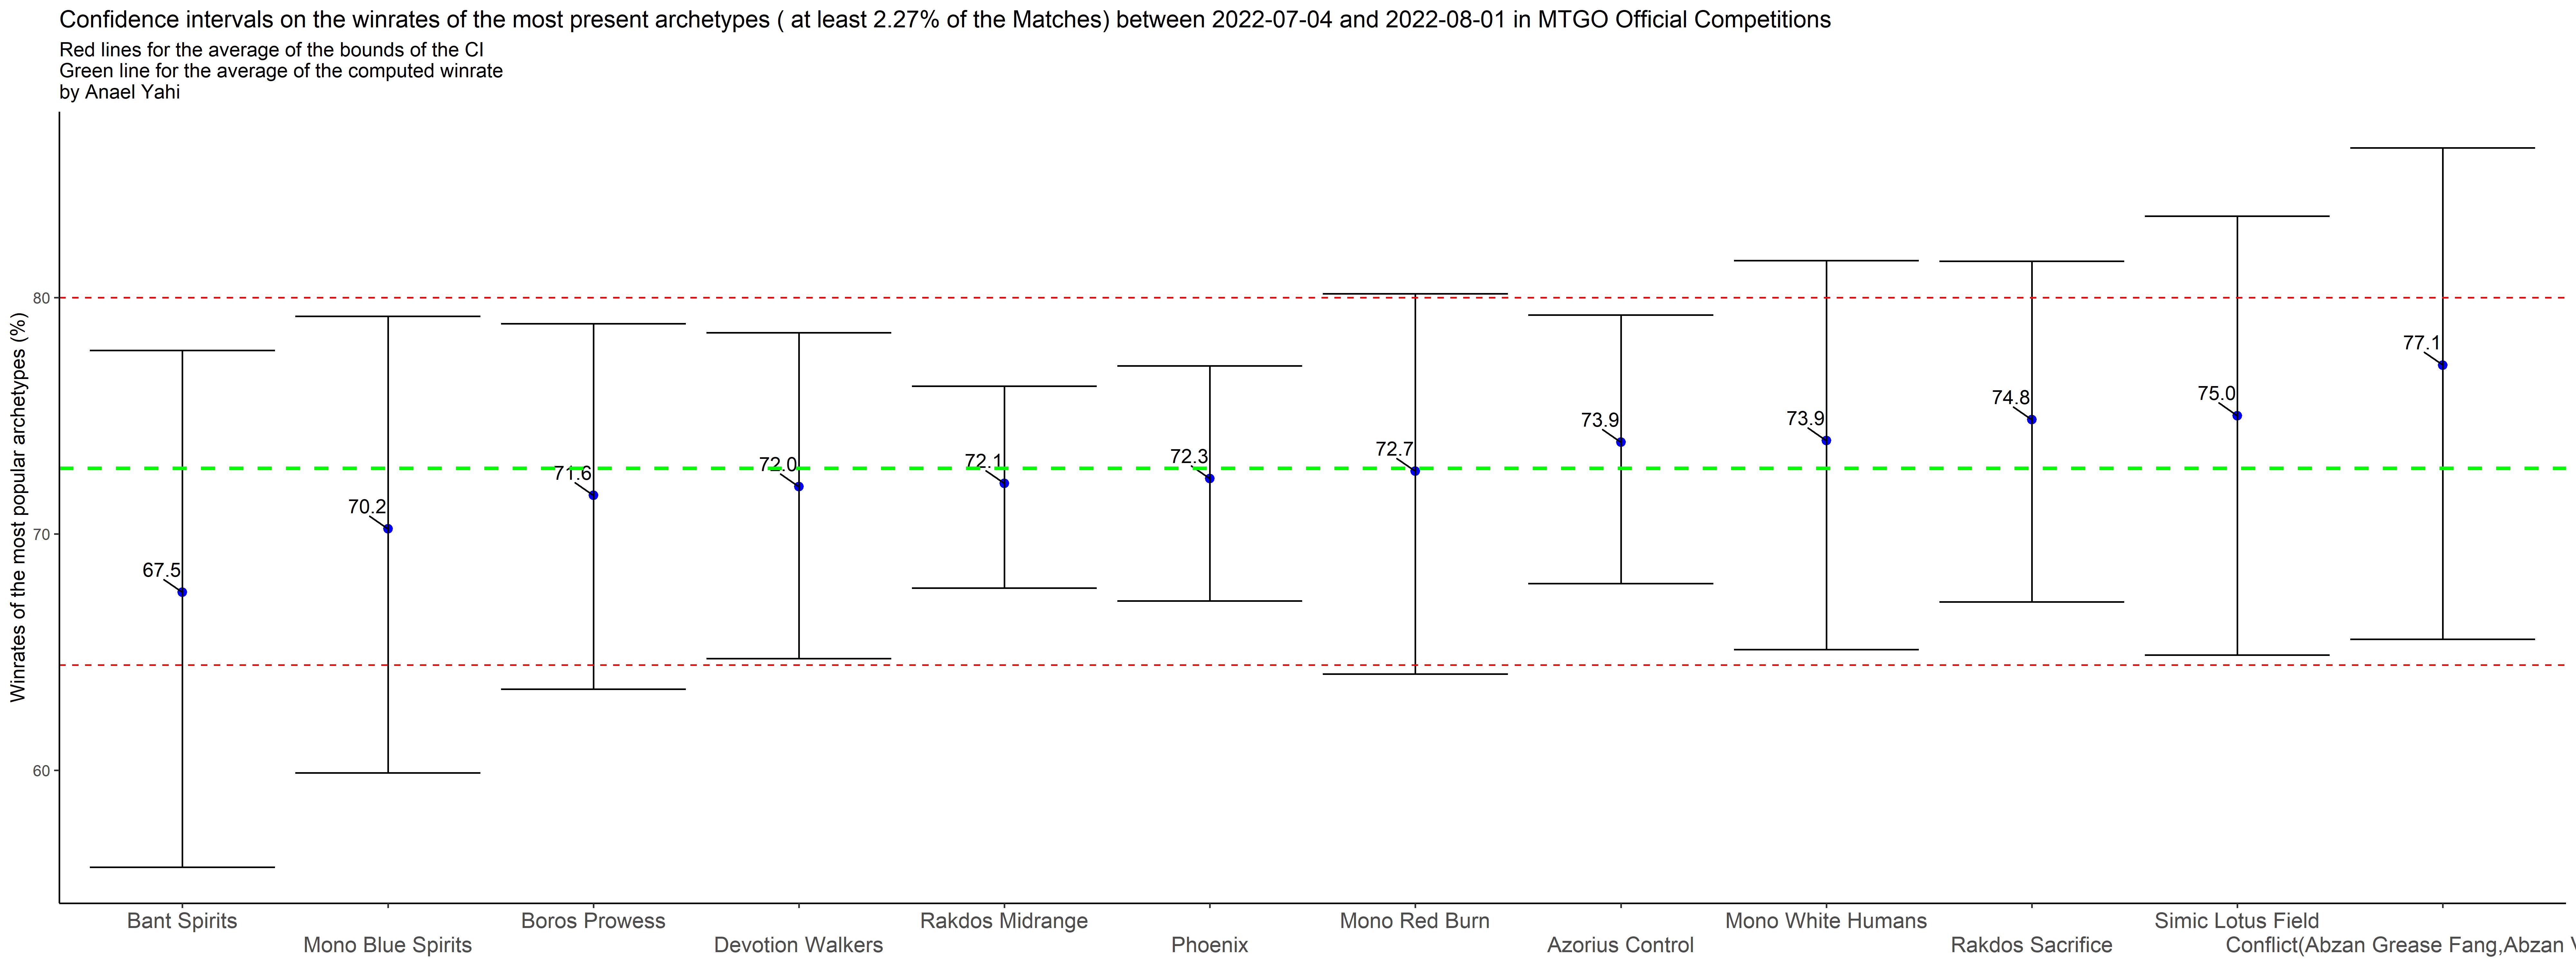 Confidence intervals on the winrates of the most present archetypes ( at least 2.27% of the Matches) between 2022-07-04 and 2022-08-01 in MTGO Official Competitions
Red lines for the average of the bounds of the CI
Green line for the average of the computed winrate
by Anael Yahi
Winrates of the most popular archetypes (%)
80
70
60
67.5
70.2
71.6
72.0
72.1
72.3
72.7
73.9
73.9
74.8
75.0
77.1
Bant Spirits
Mono Blue Spirits
Boros Prowess
Devotion Walkers
Rakdos Midrange
Phoenix
Mono Red Burn
Azorius Control
Mono White Humans
Rakdos Sacrifice
Simic Lotus Field
Conflict(Abzan Grease Fang,Abzan